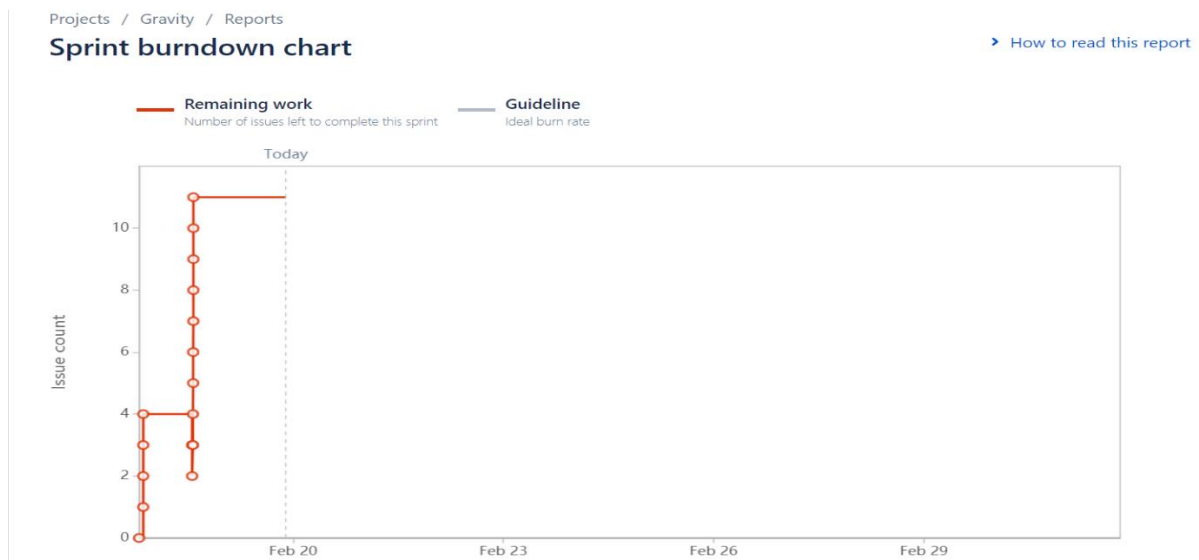 Projects / Gravity / Reports
Sprint burndown chart
> How to read this report
Remaining work
Number of issues left to complete this sprint
Guideline
Ideal burn rate
Today
10
8
6
4
2
0
Issue count
Feb 20
Feb 23
Feb 26
Feb 29